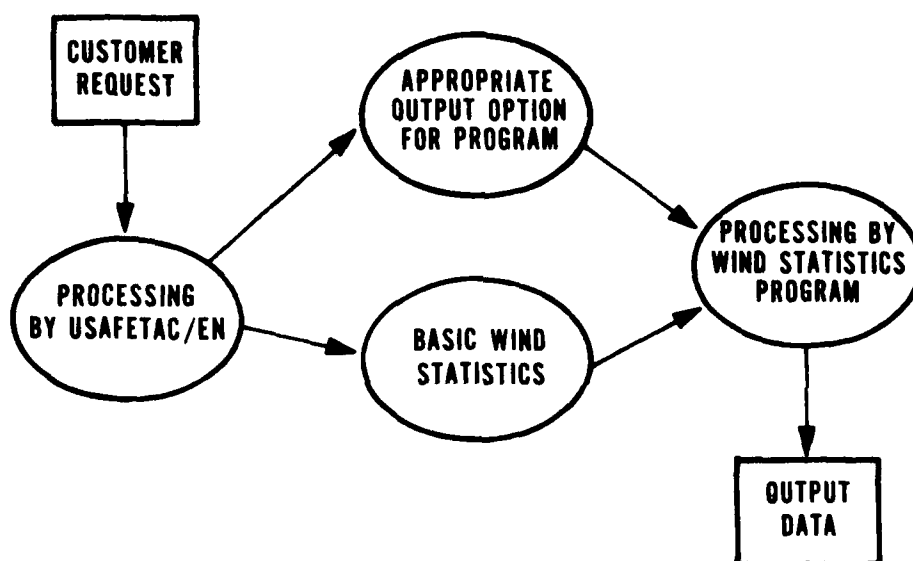 CUSTOMER
REQUEST
APPROPRIATE
OUTPUT OPTION
FOR PROGRAM
PROCESSING
BY USAFETAC/EN
BASIC WIND
STATISTICS
PROCESSING BY
WIND STATISTICS
PROGRAM
OUTPUT
DATA